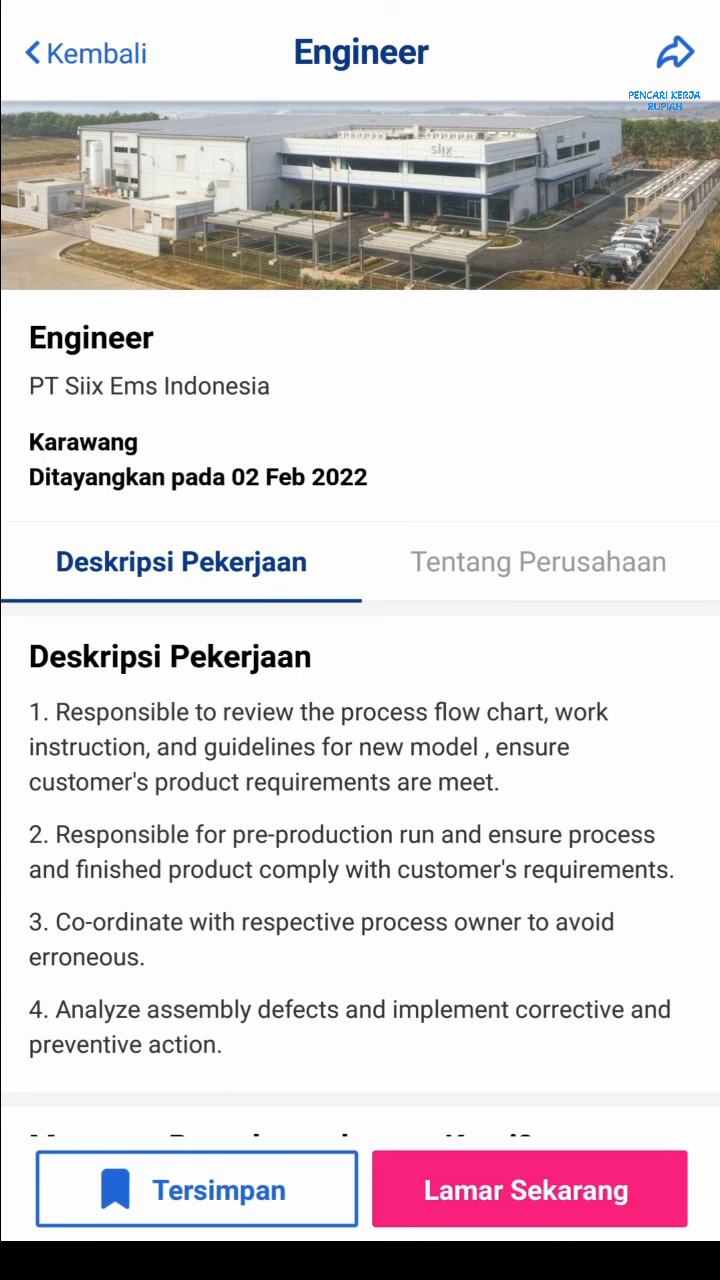 Kembali
Engineer
PENCARI KERJA
RUPIAH
siix
Engineer
PT Siix Ems Indonesia
Karawang
Ditayangkan pada 02 Feb 2022
Deskripsi Pekerjaan
Tentang Perusahaan
Deskripsi Pekerjaan
1. Responsible to review the process flow chart, work
instruction, and guidelines for new model , ensure
customer's product requirements are meet.
2. Responsible for pre-production run and ensure process
and finished product comply with customer's requirements.
3. Co-ordinate with respective process owner to avoid
erroneous.
4. Analyze assembly defects and implement corrective and
preventive action.
Tersimpan
Lamar Sekarang